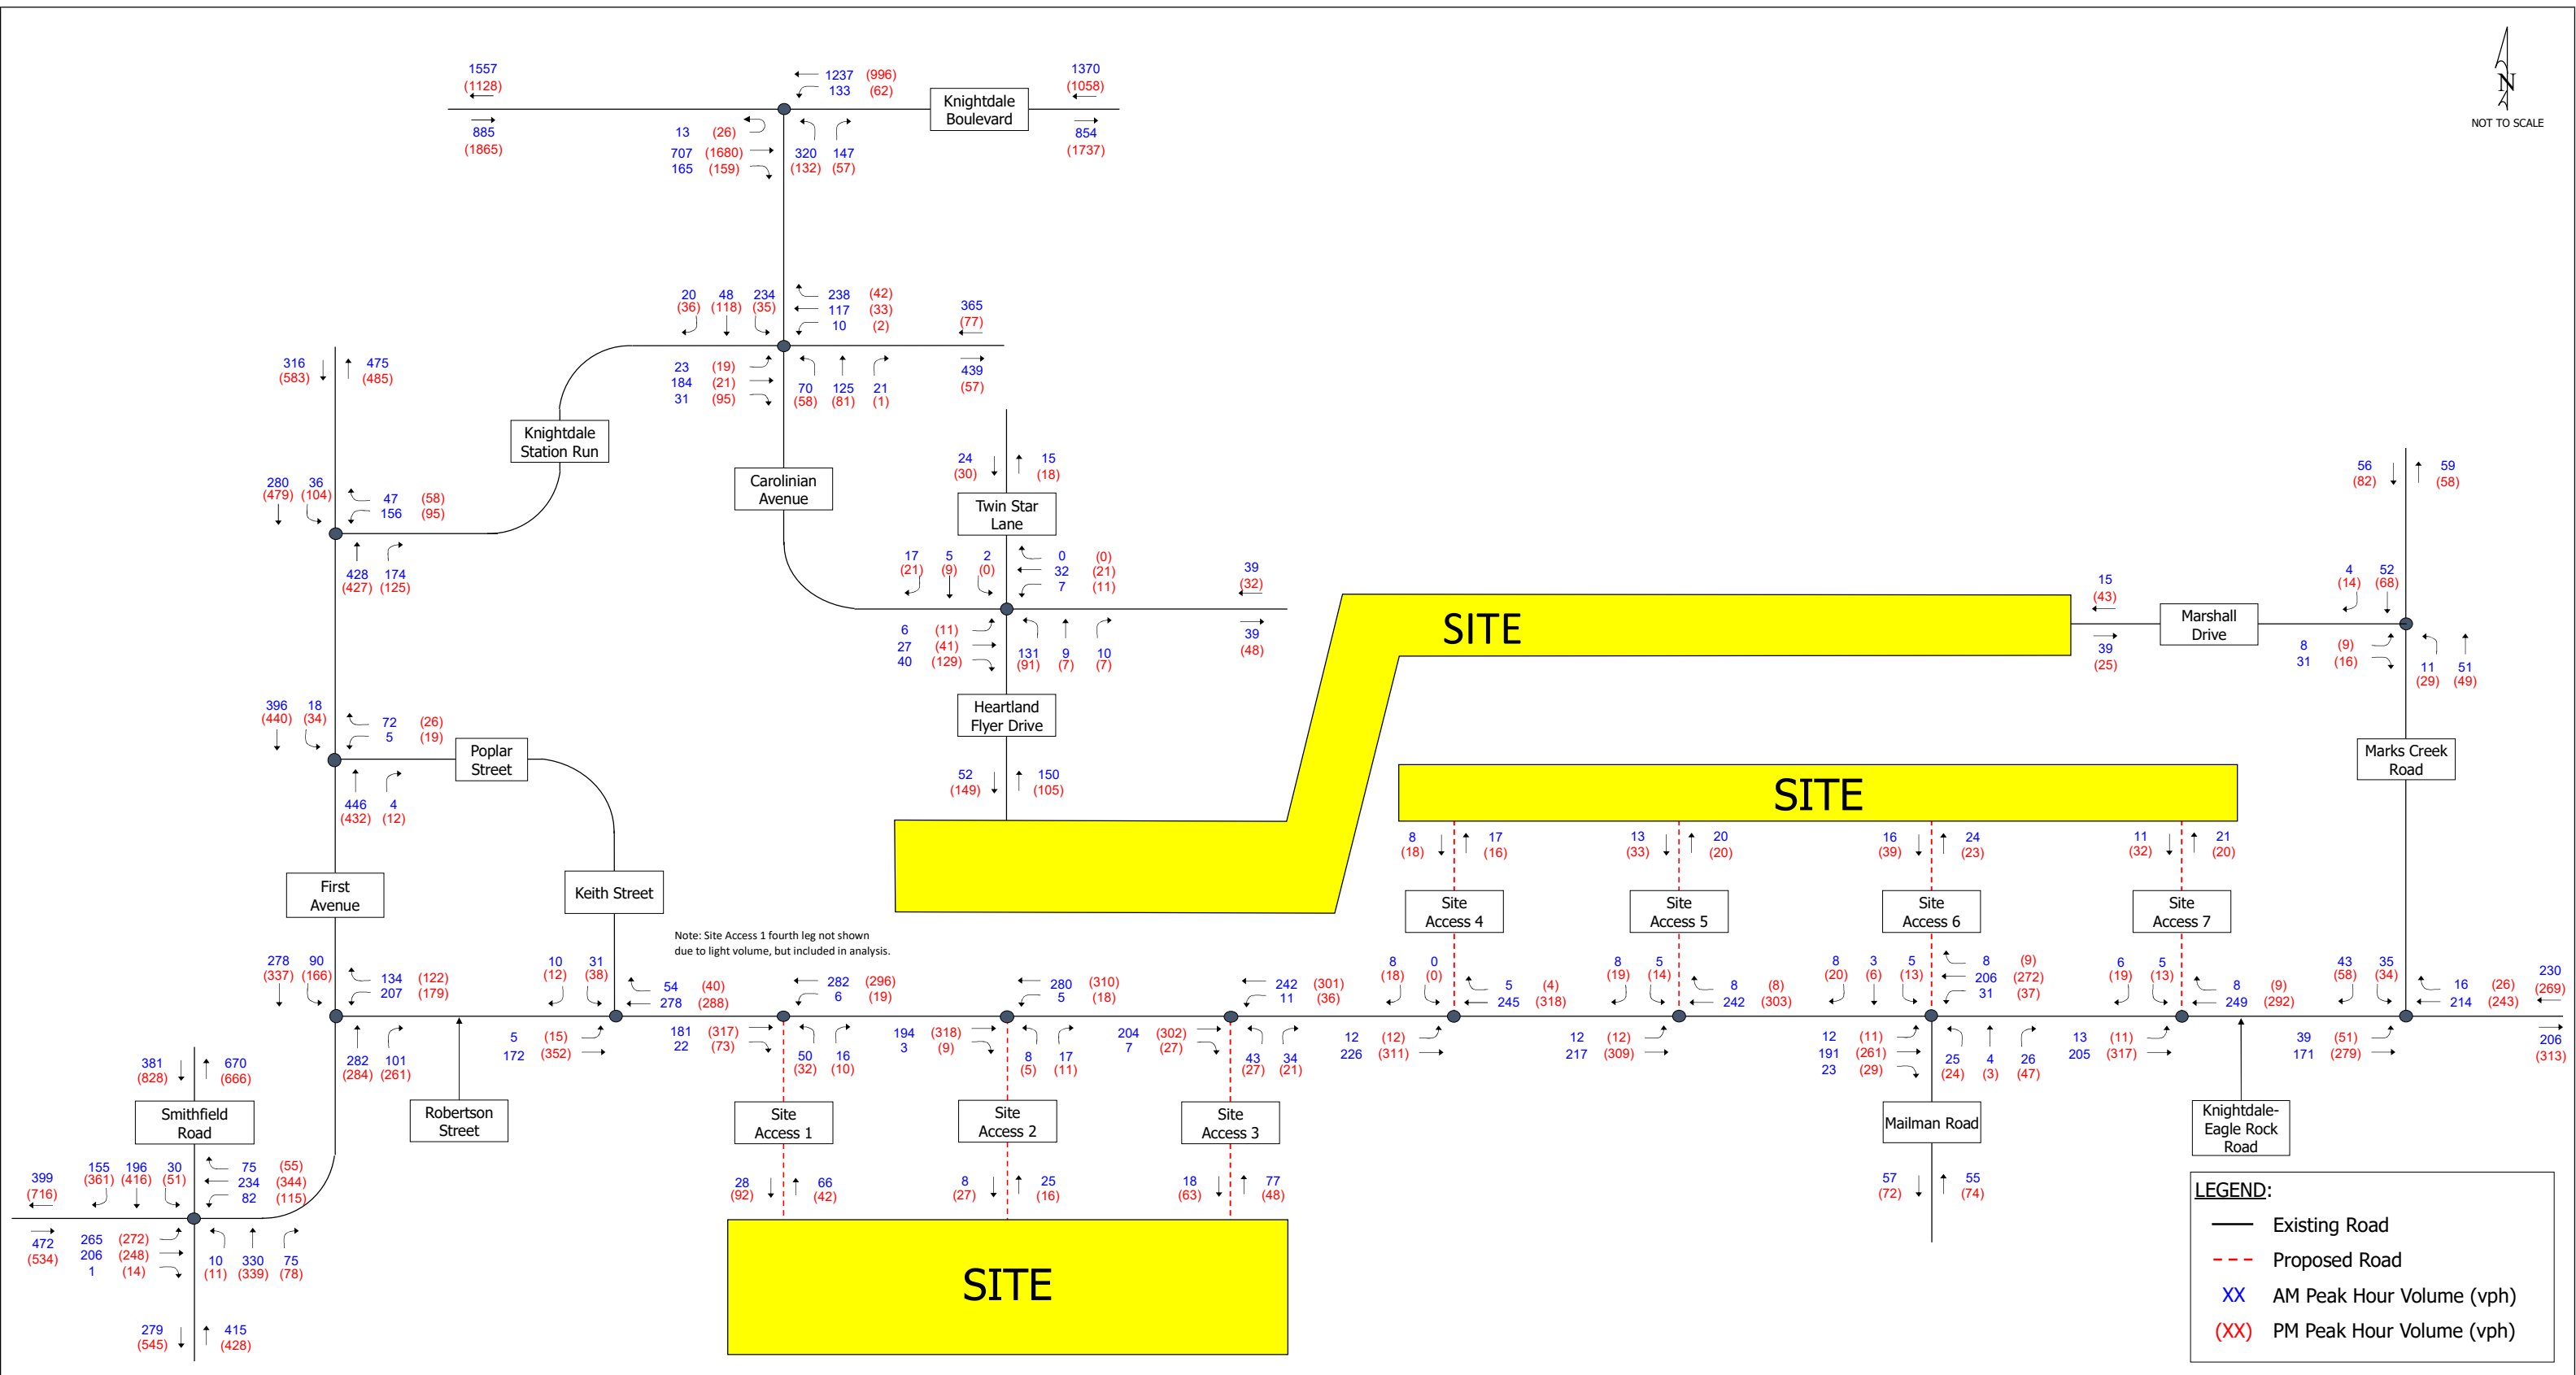 1557
(1128)
885
(1865)
1237 (996)
133 (62)
Knightdale
Boulevard
1370
(1058)
854
(1737)
13 (26)
707 (1680)
165 (159)
320 147
(132) (57)
N
NOT TO SCALE
20 48 234
(36) (118) (35)
238 (42)
117 (33)
10 (2)
365
(77)
439
(57)
23 (19)
184 (21)
31 (95)
70 125 21
(58) (81) (1)
316 475
(583) (485)
Knightdale
Station Run
Carolinian
Avenue
280 36
(479) (104)
47 (58)
156 (95)
428 174
(427) (125)
24 15
(30) (18)
Twin Star
Lane
17 5 2
(21) (9) (0)
0 (0)
32 (21)
7 (11)
39
(32)
39
(48)
6 (11)
27 (41)
40 (129)
131 9 10
(91) (7) (7)
Heartland
Flyer Drive
52 150
(149) (105)
SITE
15
(43)
39
(25)
Marshall
Drive
56 59
(82) (58)
4 52
(14) (68)
8 (9)
31 (16)
11 51
(29) (49)
Marks Creek
Road
396 18
(440) (34)
72 (26)
5 (19)
Poplar
Street
446 4
(432) (12)
First
Avenue
Keith Street
SITE
8 17
(18) (16)
13 20
(33) (20)
16 24
(39) (23)
11 21
(32) (20)
Site
Access 4
Site
Access 5
Site
Access 6
Site
Access 7
Note: Site Access 1 fourth leg not shown
due to light volume, but included in analysis.
278 90
(337) (166)
134 (122)
207 (179)
10 31
(12) (38)
54 (40)
278 (288)
282 (296)
6 (19)
280 (310)
5 (18)
242 (301)
11 (36)
8 0
(18) (0)
5 (4)
245 (318)
8 5
(19) (14)
8 (8)
242 (303)
8 3 5
(20) (6) (13)
8 (9)
206 (272)
31 (37)
6 5
(19) (13)
8 (9)
249 (292)
43 35
(58) (34)
16 (26)
214 (243)
230
(269)
206
(313)
282 101
(284) (261)
5 (15)
172 (352)
181 (317)
22 (73)
50 16
(32) (10)
194 (318)
3 (9)
8 17
(5) (11)
204 (302)
7 (27)
43 34
(27) (21)
12 (12)
226 (311)
12 (12)
217 (309)
12 (11)
191 (261)
23 (29)
25 4 26
(24) (3) (47)
13 (11)
205 (317)
39 (51)
171 (279)
381 670
(828) (666)
Smithfield
Road
Robertson
Street
Site
Access 1
Site
Access 2
Site
Access 3
Mailman Road
Knightdale-
Eagle Rock
Road
399
(716)
155 196 30
(361) (416) (51)
75 (55)
234 (344)
82 (115)
472
(534)
265 (272)
206 (248)
1 (14)
10 330 75
(11) (339) (78)
279 415
(545) (428)
28 66
(92) (42)
8 25
(27) (16)
18 77
(63) (48)
57 55
(72) (74)
SITE
LEGEND:
Existing Road
Proposed Road
XX AM Peak Hour Volume (vph)
(XX) PM Peak Hour Volume (vph)